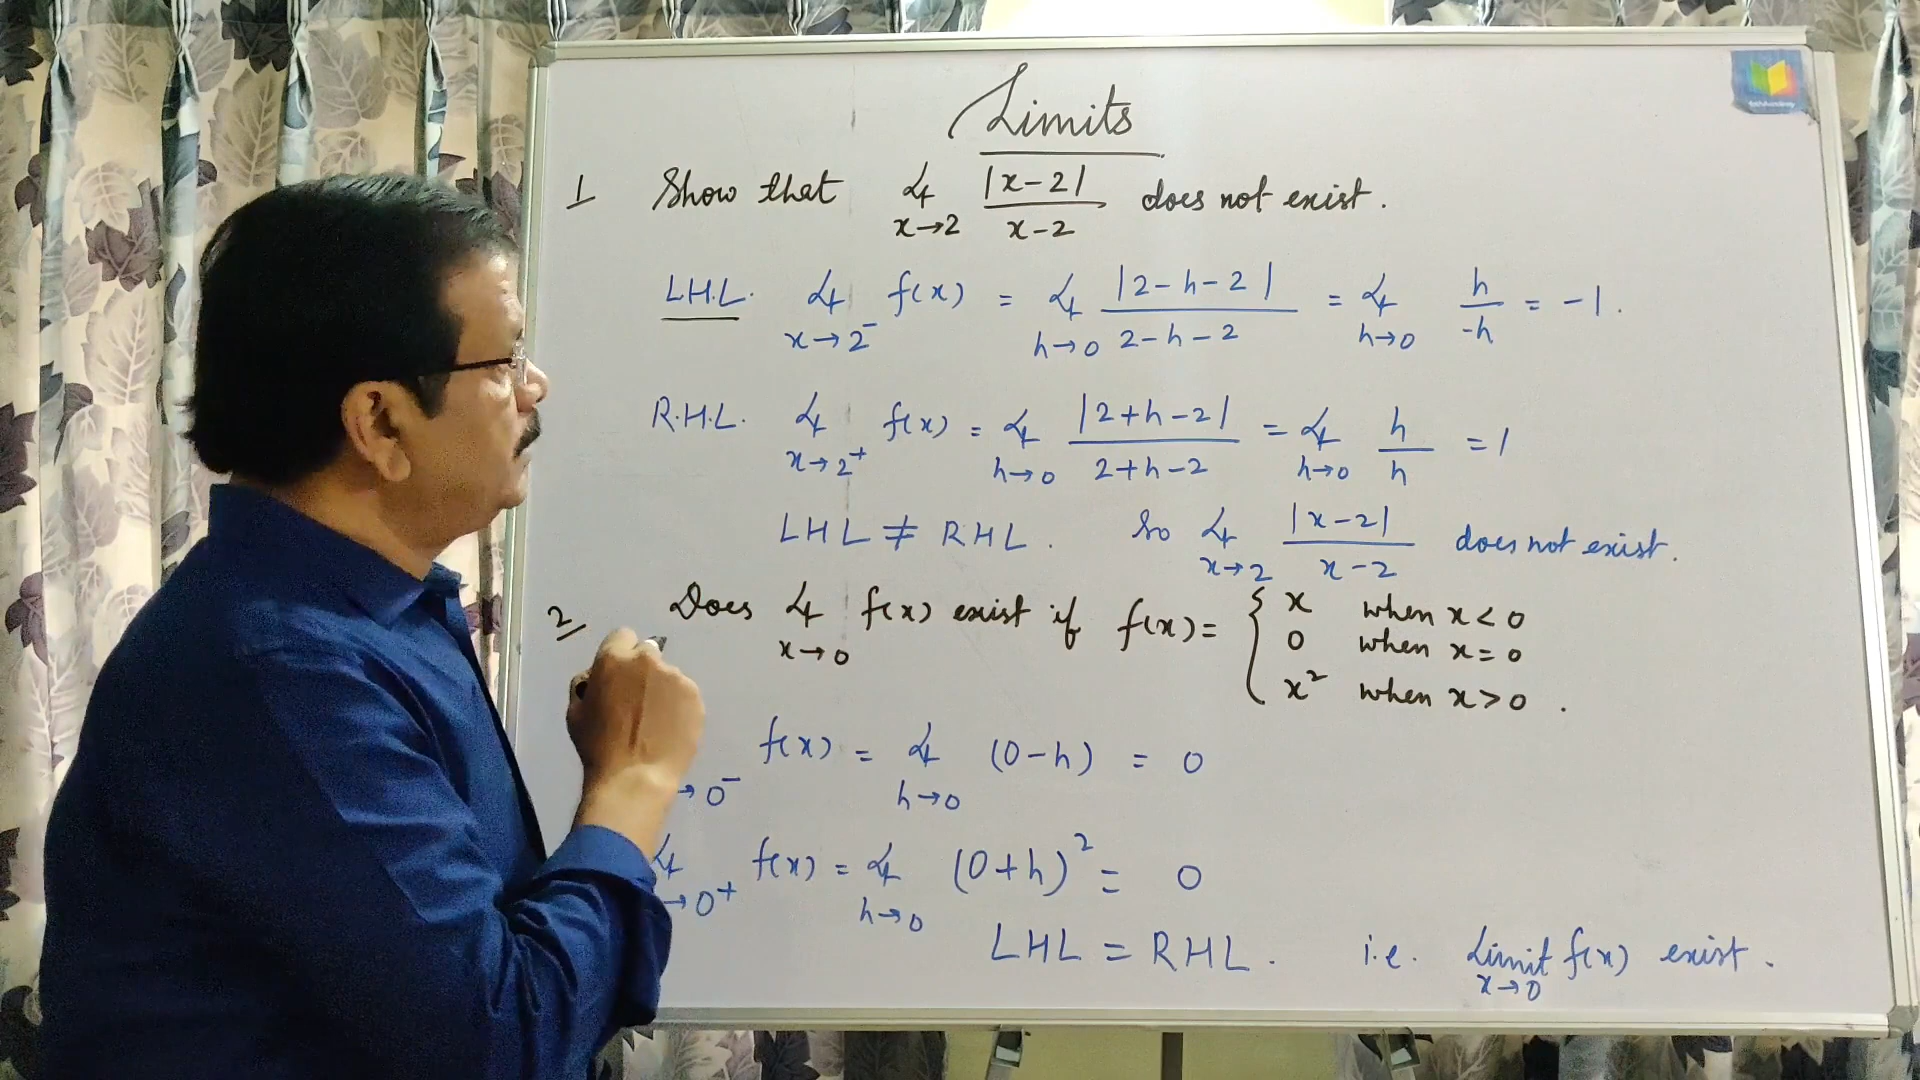 Limits
1 Show that Lt x→2 |x-2| / x-2 does not exist.
L.H.L. Lt x→2⁻ f(x) = Lt h→0 |2-h-2| / 2-h-2 = Lt h→0 h / -h = -1.
R.H.L. Lt x→2⁺ f(x) = Lt h→0 |2+h-2| / 2+h-2 = Lt h→0 h / h = 1
LHL ≠ RHL. So Lt x→2 |x-2| / x-2 does not exist.
2 Does Lt x→0 f(x) exist if f(x) = { x when x < 0
0 when x = 0
x² when x > 0 .
→0⁻ f(x) = Lt h→0 (0-h) = 0
Lt →0+ f(x) = Lt h→0 (0+h)² = 0
LHL = RHL. i.e. Limit x→0 f(x) exist.